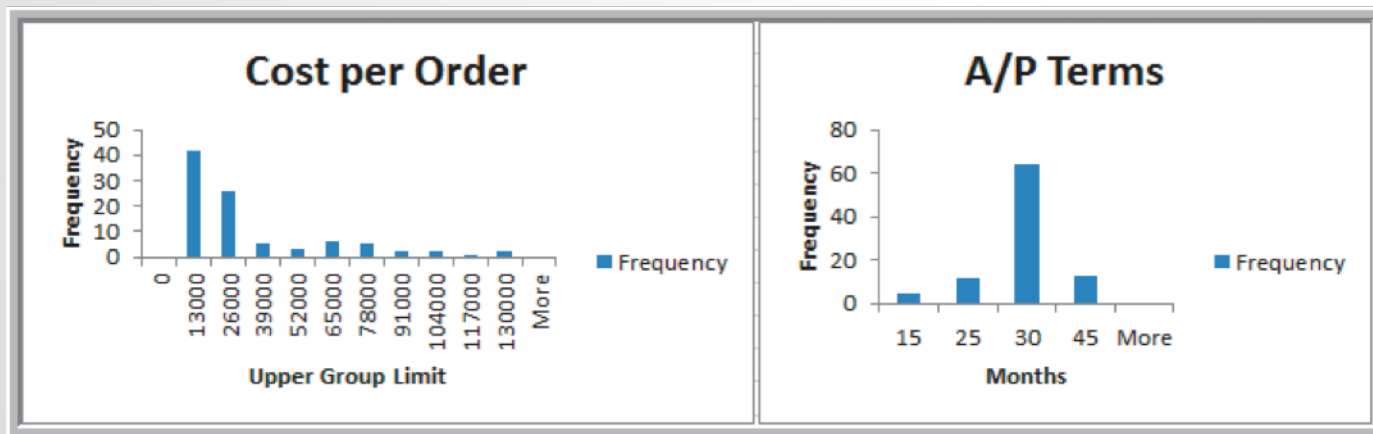 Cost per Order
50
40
30
20
10
0
Frequency
0
13000
26000
39000
52000
65000
78000
91000
104000
117000
130000
More
Upper Group Limit
Frequency
A/P Terms
80
60
40
20
0
Frequency
15 25 30 45 More
Months
Frequency